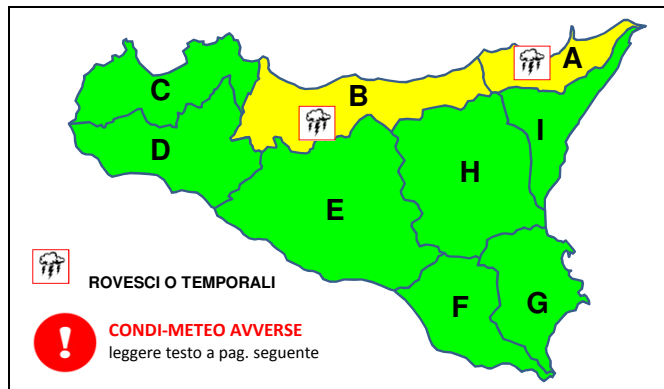 A
B
C
I
D
H
E
F
G
ROVESCI O TEMPORALI
!
CONDI-METEO AVVERSE
leggere testo a pag. seguente